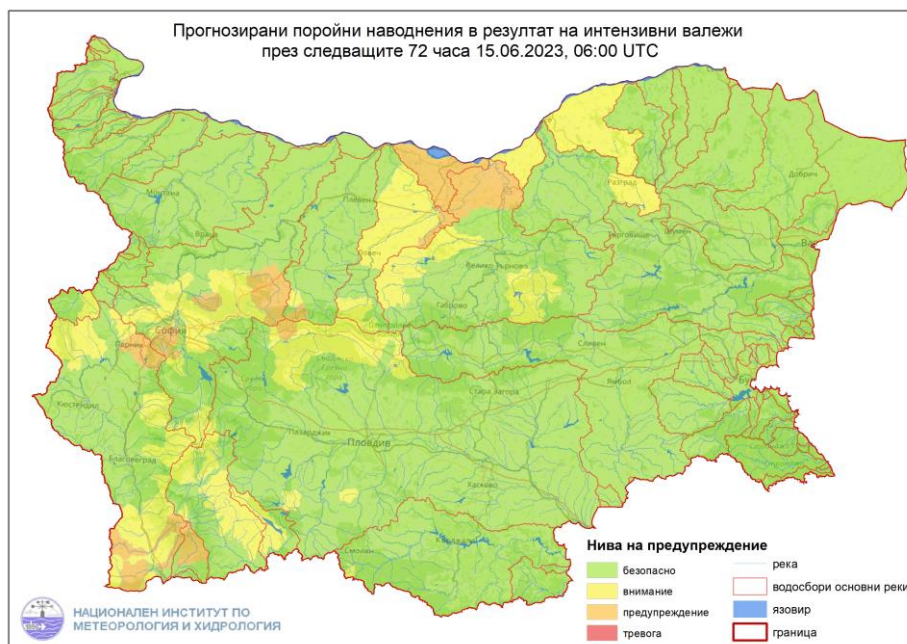 Прогнозирани поройни наводнения в резултат на интензивни валежи
през следващите 72 часа 15.06.2023, 06:00 UTC
Монтана
Враца
Плевен
Ловеч
Разград
Добрич
Търговище
Шумен
Велико Търново
Габрово
София
Перник
Кюстендил
Сливен
Ямбол
Стара Загора
Пазарджик
Пловдив
Благоевград
Хасково
Смолян
Кърджали
Нива на предупреждение
безопасно
внимание
предупреждение
тревога
река
водосбори основни реки
язовир
граница
НАЦИОНАЛЕН ИНСТИТУТ ПО
МЕТЕОРОЛОГИЯ И ХИДРОЛОГИЯ